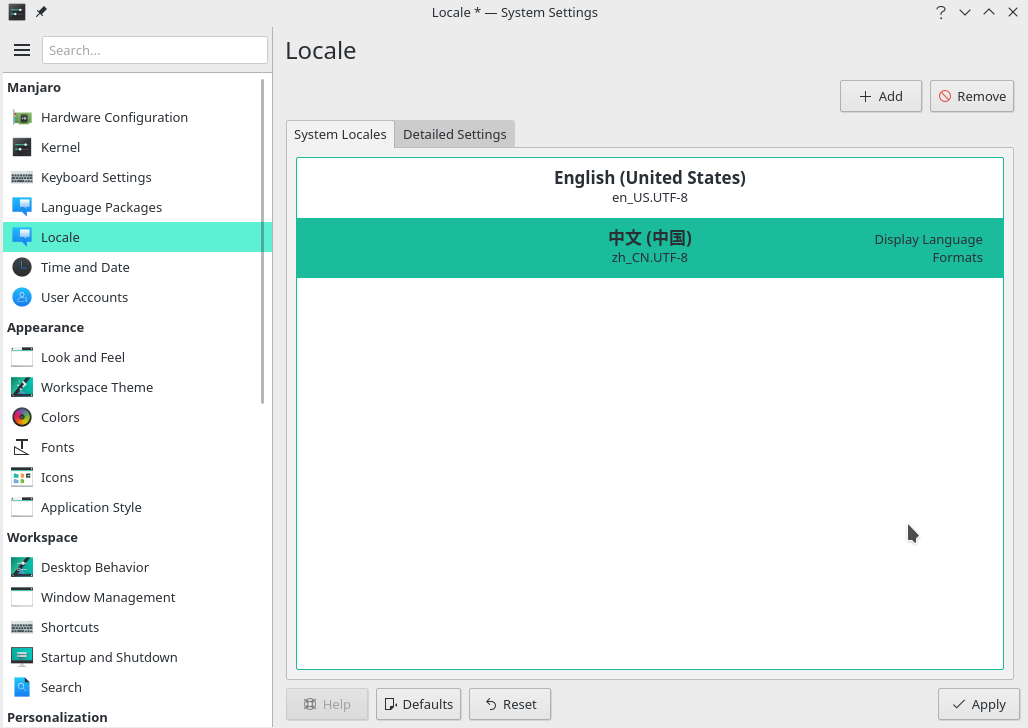 Locale * — System Settings
Search...
Manjaro
Hardware Configuration
Kernel
Keyboard Settings
Language Packages
Locale
Time and Date
User Accounts
Appearance
Look and Feel
Workspace Theme
Colors
Fonts
Icons
Application Style
Workspace
Desktop Behavior
Window Management
Shortcuts
Startup and Shutdown
Search
Personalization
Locale
Add
Remove
System Locales
Detailed Settings
English (United States)
en_US.UTF-8
中文 (中国)
zh_CN.UTF-8
Display Language
Formats
Help
Defaults
Reset
Apply